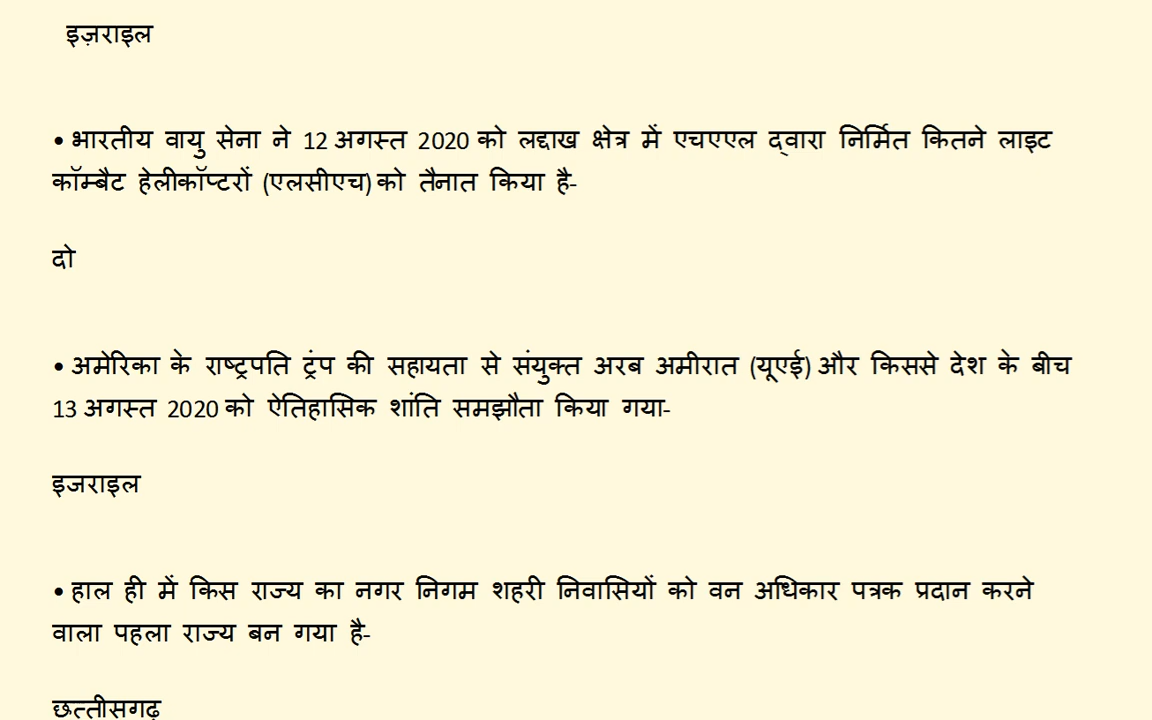 इज़राइल
• भारतीय वायु सेना ने 12 अगस्त 2020 को लद्दाख क्षेत्र में एचएएल द्वारा निर्मित कितने लाइट
कॉम्बैट हेलीकॉप्टरों (एलसीएच) को तैनात किया है-
दो
• अमेरिका के राष्ट्रपति ट्रंप की सहायता से संयुक्त अरब अमीरात (यूएई) और किससे देश के बीच
13 अगस्त 2020 को ऐतिहासिक शांति समझौता किया गया-
इजराइल
• हाल ही में किस राज्य का नगर निगम शहरी निवासियों को वन अधिकार पत्रक प्रदान करने
वाला पहला राज्य बन गया है-
छत्तीसगढ़